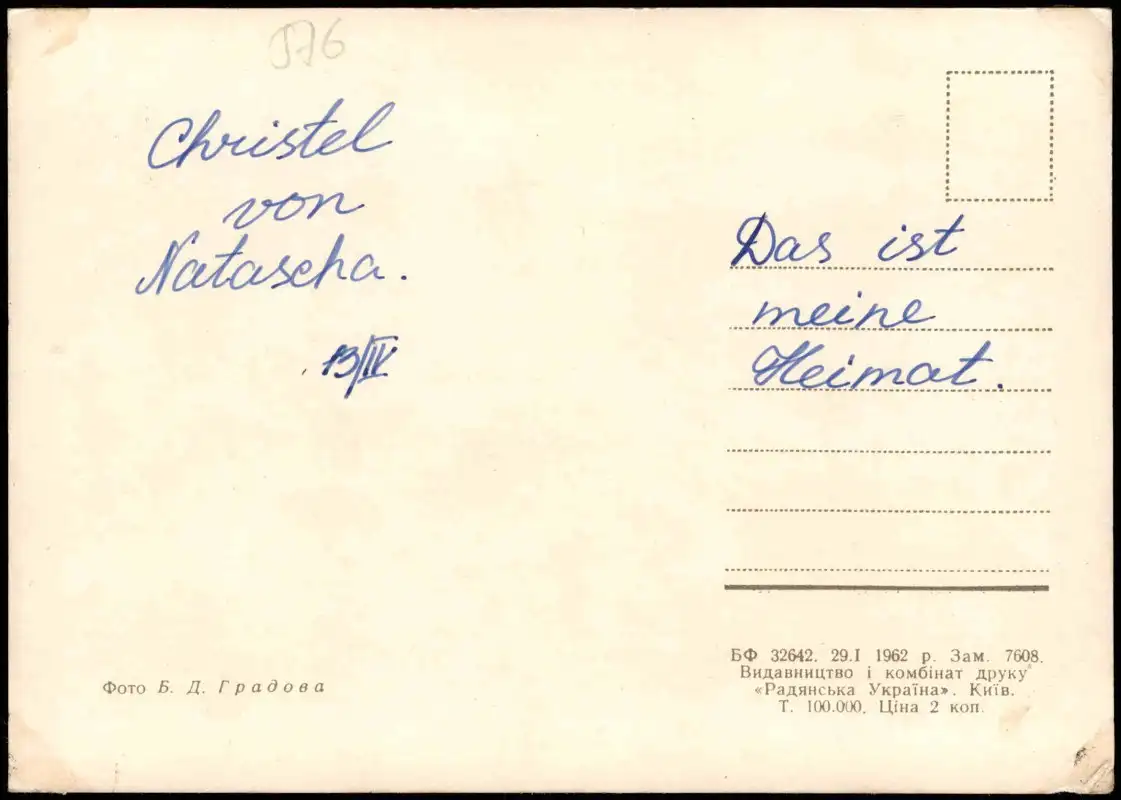 576
Christel
von
Natascha.
13/IV
Das ist
meine
Heimat.
Фото Б. Д. Градова
БФ 32642. 29.I 1962 р. Зам. 7608.
Видавництво і комбінат друку
«Радянська Україна». Київ.
Т. 100.000. Ціна 2 коп.